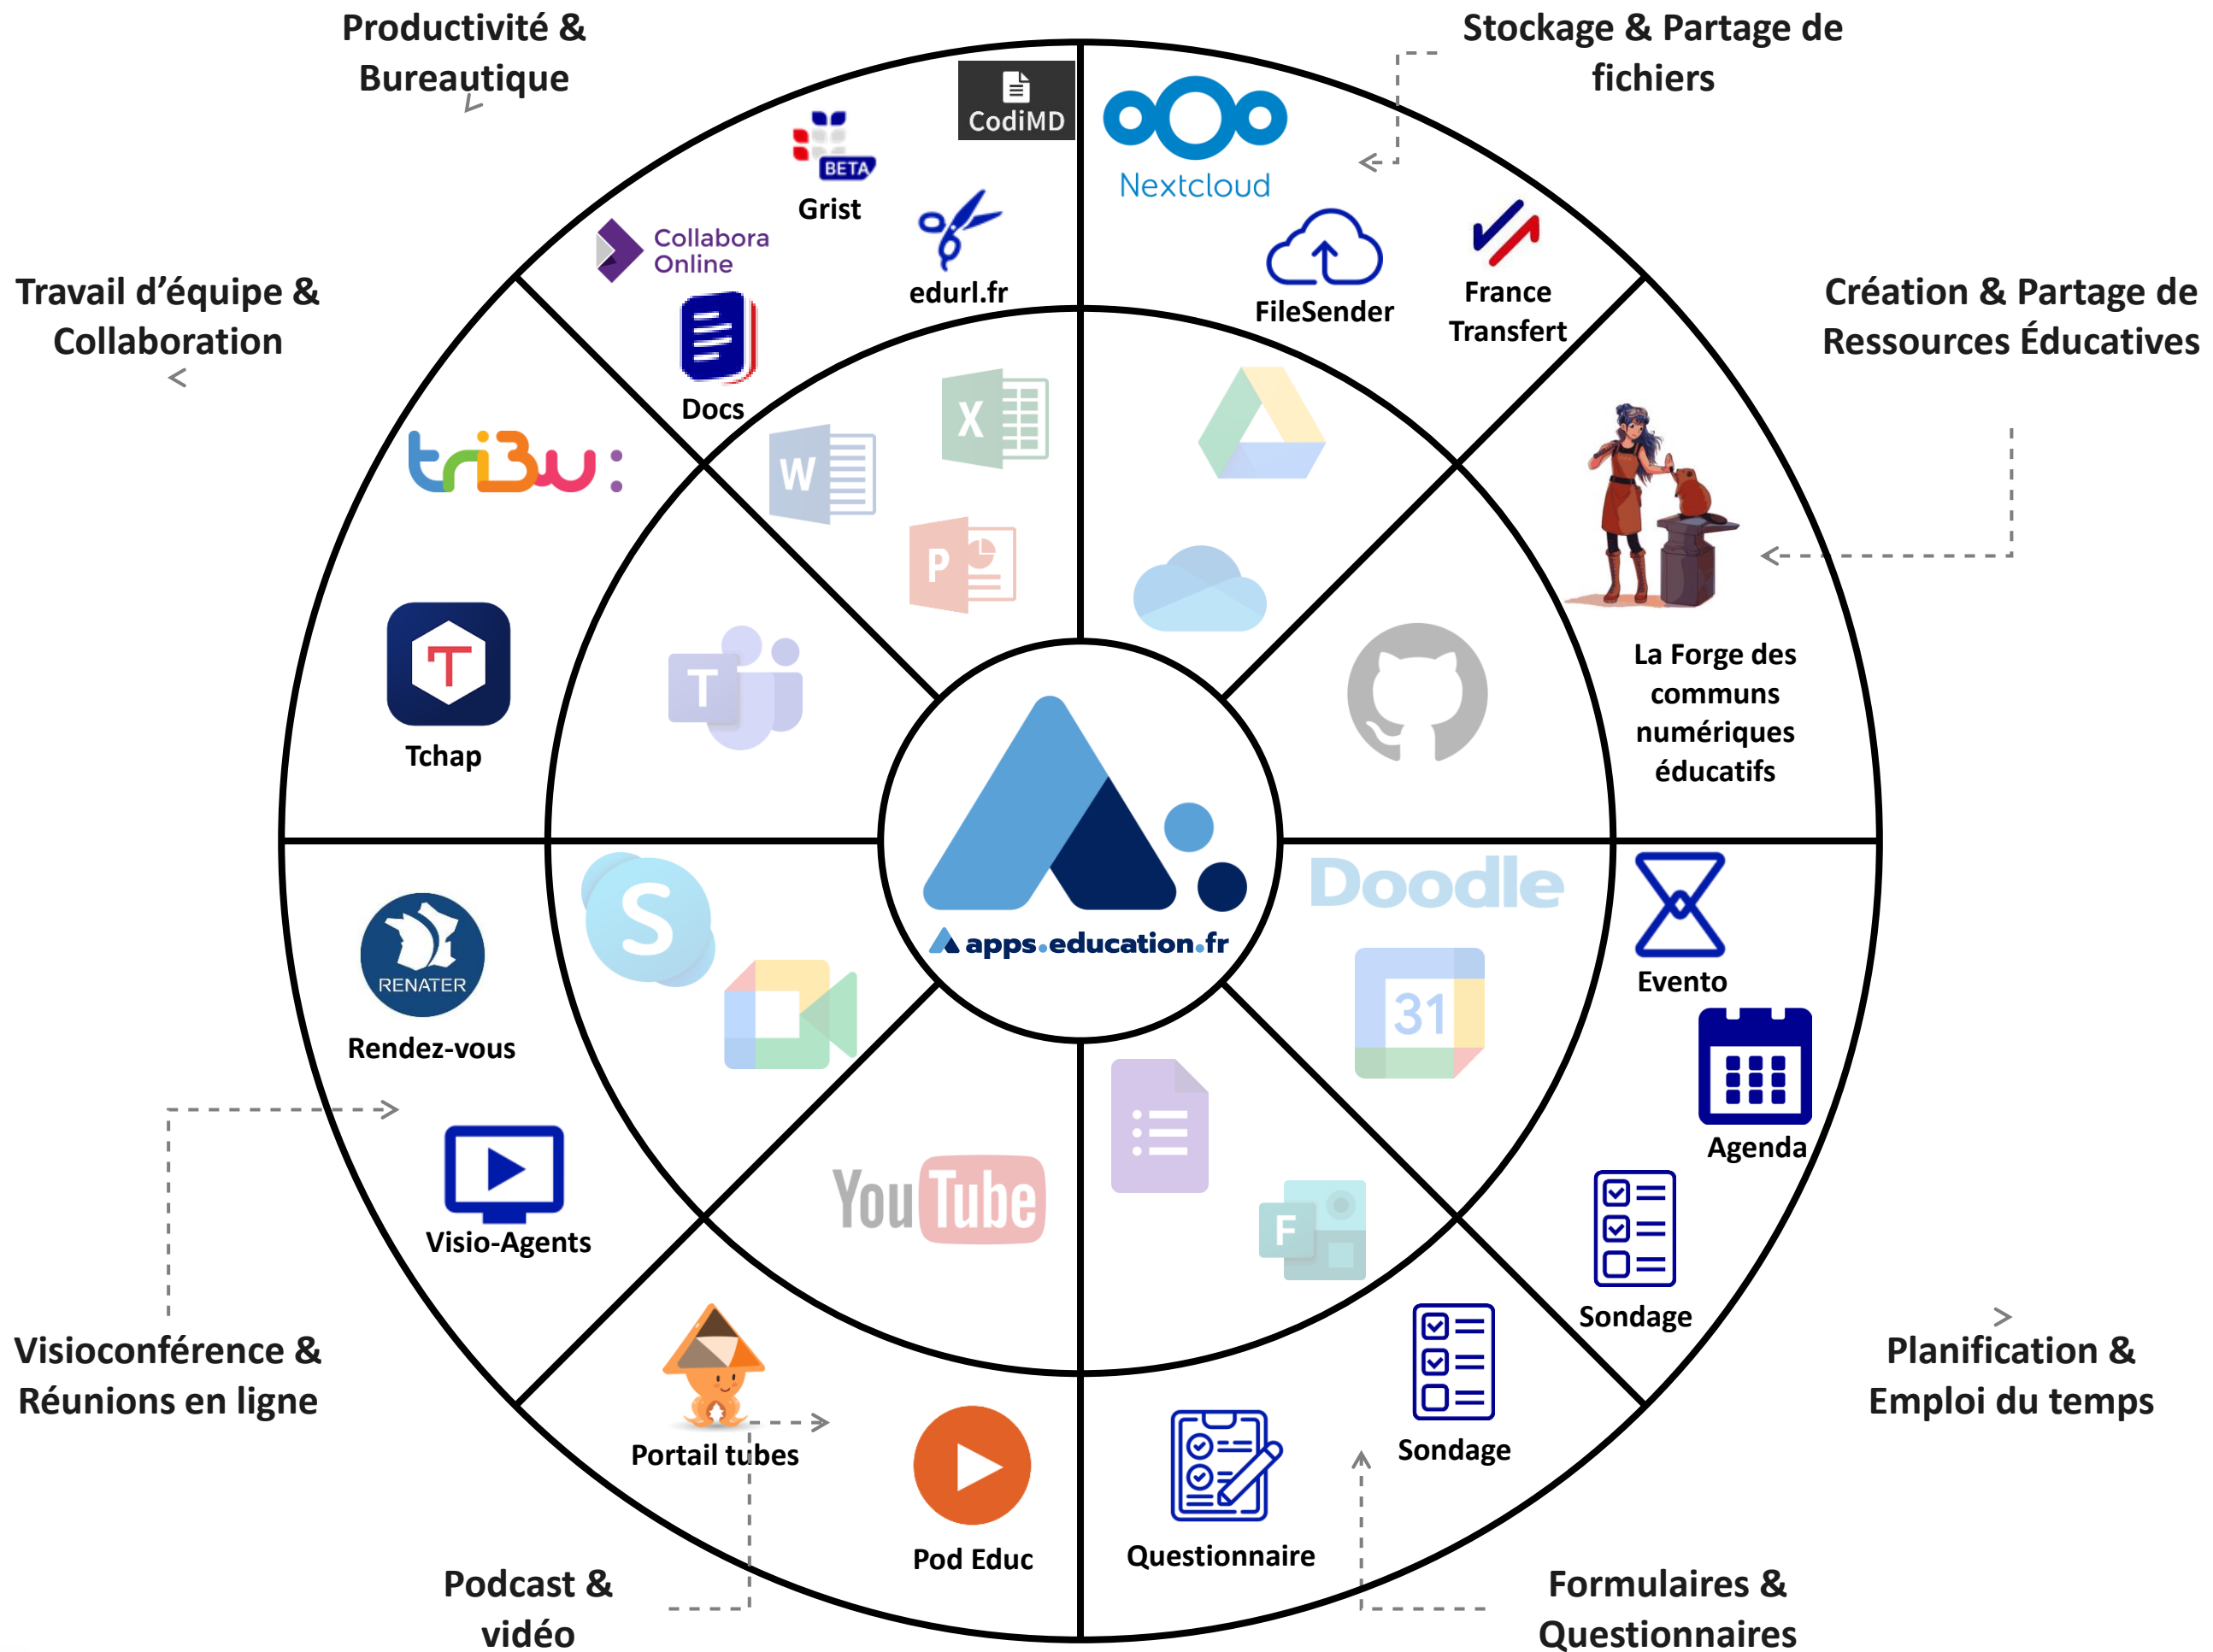 Productivité &
Bureautique
Stockage & Partage de
fichiers
CodiMD
BETA
Grist
Collabora
Online
edurl.fr
Docs
Nextcloud
FileSender
France
Transfert
Travail d'équipe &
Collaboration
Création & Partage de
Ressources Éducatives
tri3u:
T
Tchap
W
X
P
T
La Forge des
communs
numériques
éducatifs
apps.education.fr
S
Doodle
31
Evento
Agenda
Sondage
RENATER
Rendez-vous
Visio-Agents
YouTube
F
Visioconférence &
Réunions en ligne
Planification &
Emploi du temps
Portail tubes
Pod Educ
Questionnaire
Sondage
Podcast &
vidéo
Formulaires &
Questionnaires